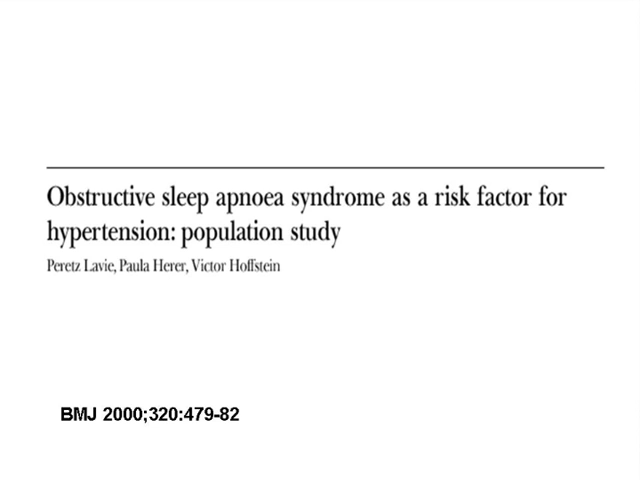 Obstructive sleep apnoea syndrome as a risk factor for
hypertension: population study
Peretz Lavie, Paula Herer, Victor Hoffstein
BMJ 2000;320:479-82